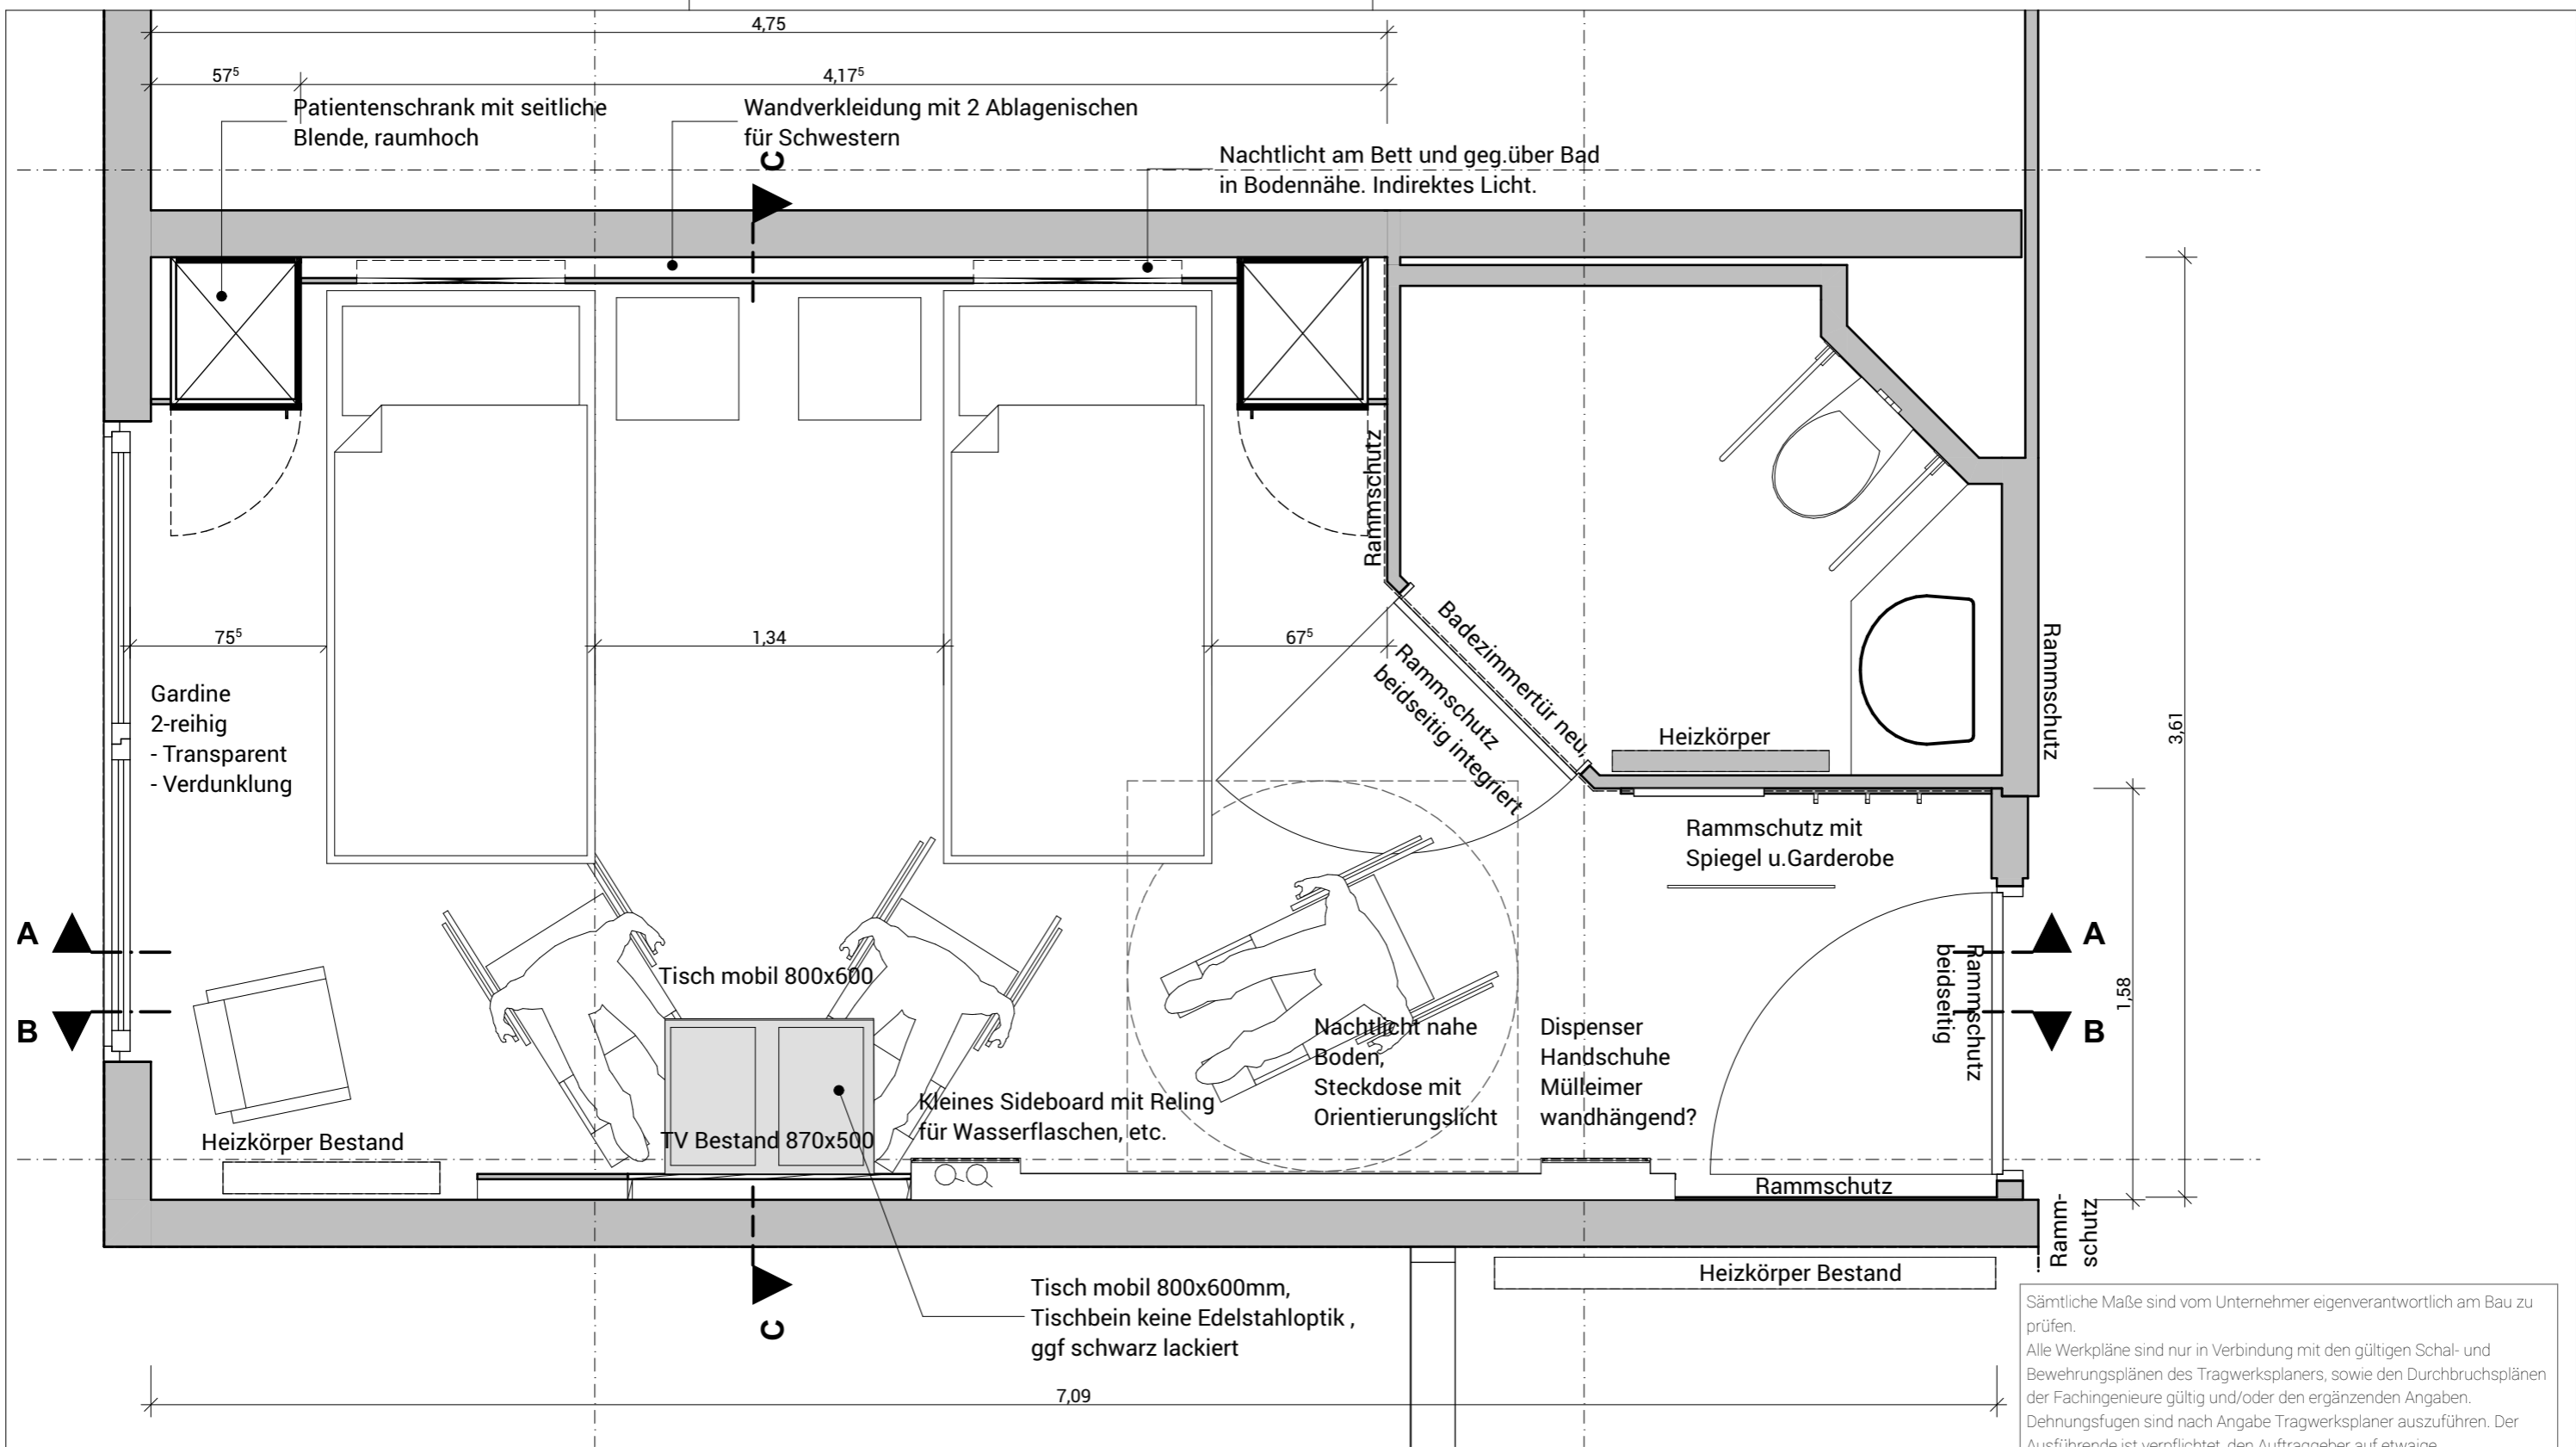 4,75
57⁵
4,17⁵
Patientenschrank mit seitliche
Blende, raumhoch
Wandverkleidung mit 2 Ablagenischen
für Schwestern
C
Nachtlicht am Bett und geg.über Bad
in Bodennähe. Indirektes Licht.
Rammschutz
75⁵
1,34
67⁵
Badezimmertür neu,
Rammschutz
beidseitig integriert
Rammschutz
3,61
Gardine
2-reihig
- Transparent
- Verdunklung
Heizkörper
Rammschutz mit
Spiegel u.Garderobe
A
A
Rammschutz
beidseitig
1,58
B
B
Tisch mobil 800x600
Nachtlicht nahe
Boden,
Steckdose mit
Orientierungslicht
Dispenser
Handschuhe
Mülleimer
wandhängend?
Kleines Sideboard mit Reling
für Wasserflaschen, etc.
Heizkörper Bestand
TV Bestand 870x500
Rammschutz
Ramm-
schutz
Heizkörper Bestand
C
Tisch mobil 800x600mm,
Tischbein keine Edelstahloptik ,
ggf schwarz lackiert
7,09
Sämtliche Maße sind vom Unternehmer eigenverantwortlich am Bau zu
prüfen.
Alle Werkpläne sind nur in Verbindung mit den gültigen Schal- und
Bewehrungsplänen des Tragwerksplaners, sowie den Durchbruchsplänen
der Fachingenieure gültig und/oder den ergänzenden Angaben.
Dehnungsfugen sind nach Angabe Tragwerksplaner auszuführen. Der
Ausführende ist verpflichtet, den Auftraggeber auf etwaige